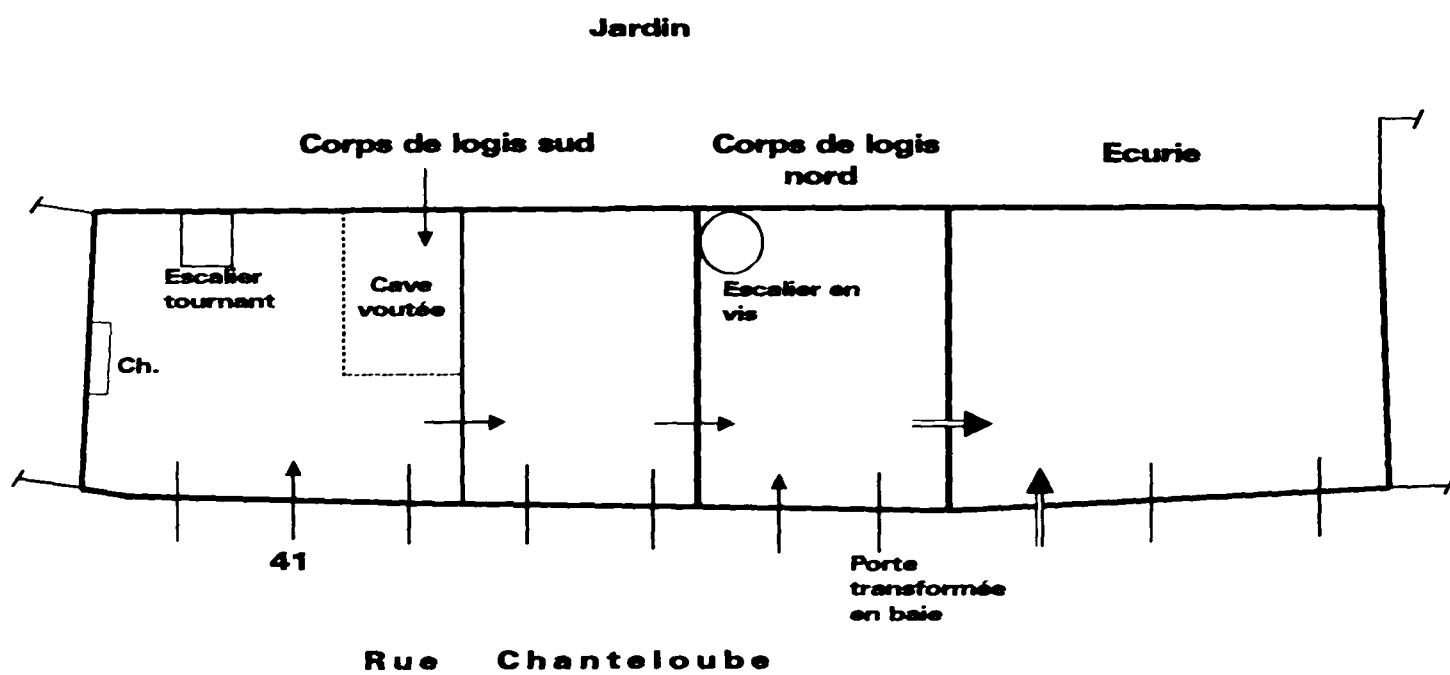 Jardin
Corps de logis sud
Corps de logis
nord
Ecurie
Escalier
tournant
Cave
voutée
Escalier en
vis
Ch.
41
Porte
transformée
en baie
Rue Chanteloube